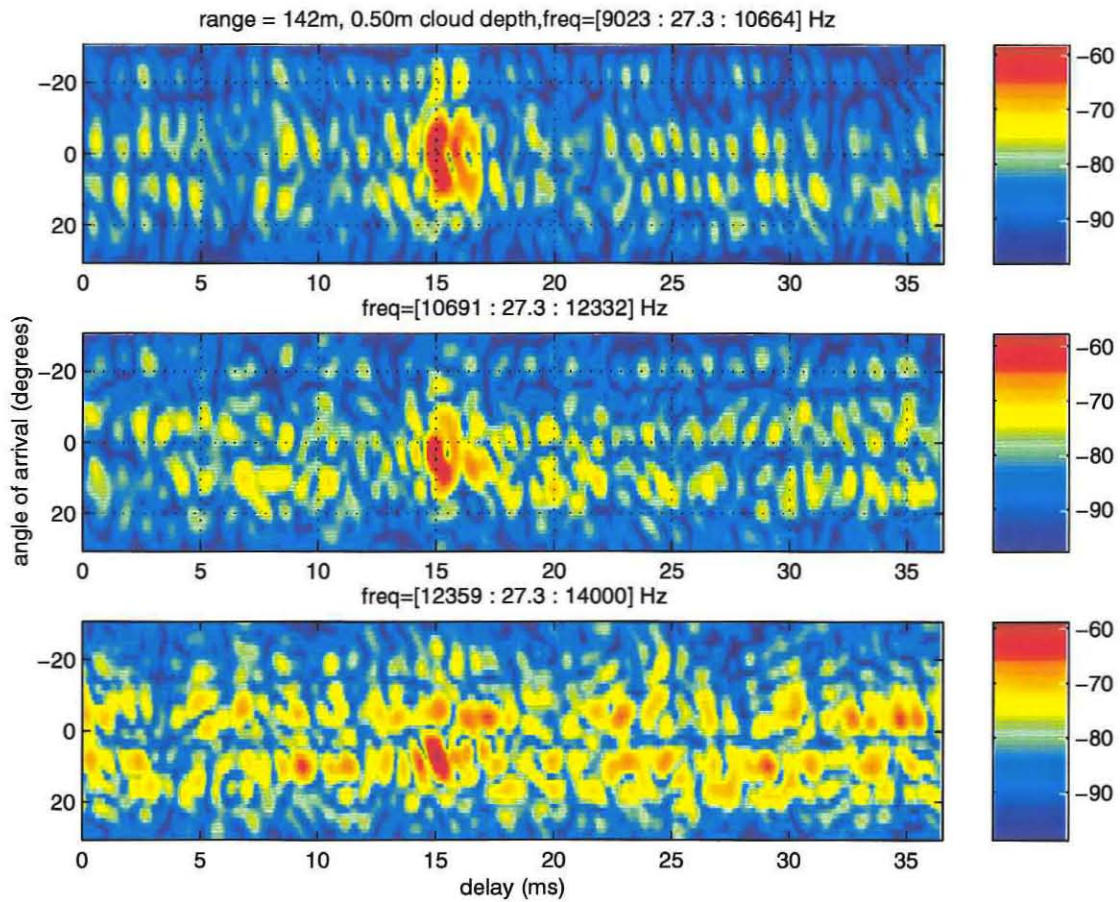 range = 142m, 0.50m cloud depth,freq=[9023 : 27.3 : 10664] Hz
−20
0
20
0 5 10 15 20 25 30 35
−60
−70
−80
−90
freq=[10691 : 27.3 : 12332] Hz
angle of arrival (degrees)
−20
0
20
0 5 10 15 20 25 30 35
−60
−70
−80
−90
freq=[12359 : 27.3 : 14000] Hz
−20
0
20
0 5 10 15 20 25 30 35
−60
−70
−80
−90
delay (ms)